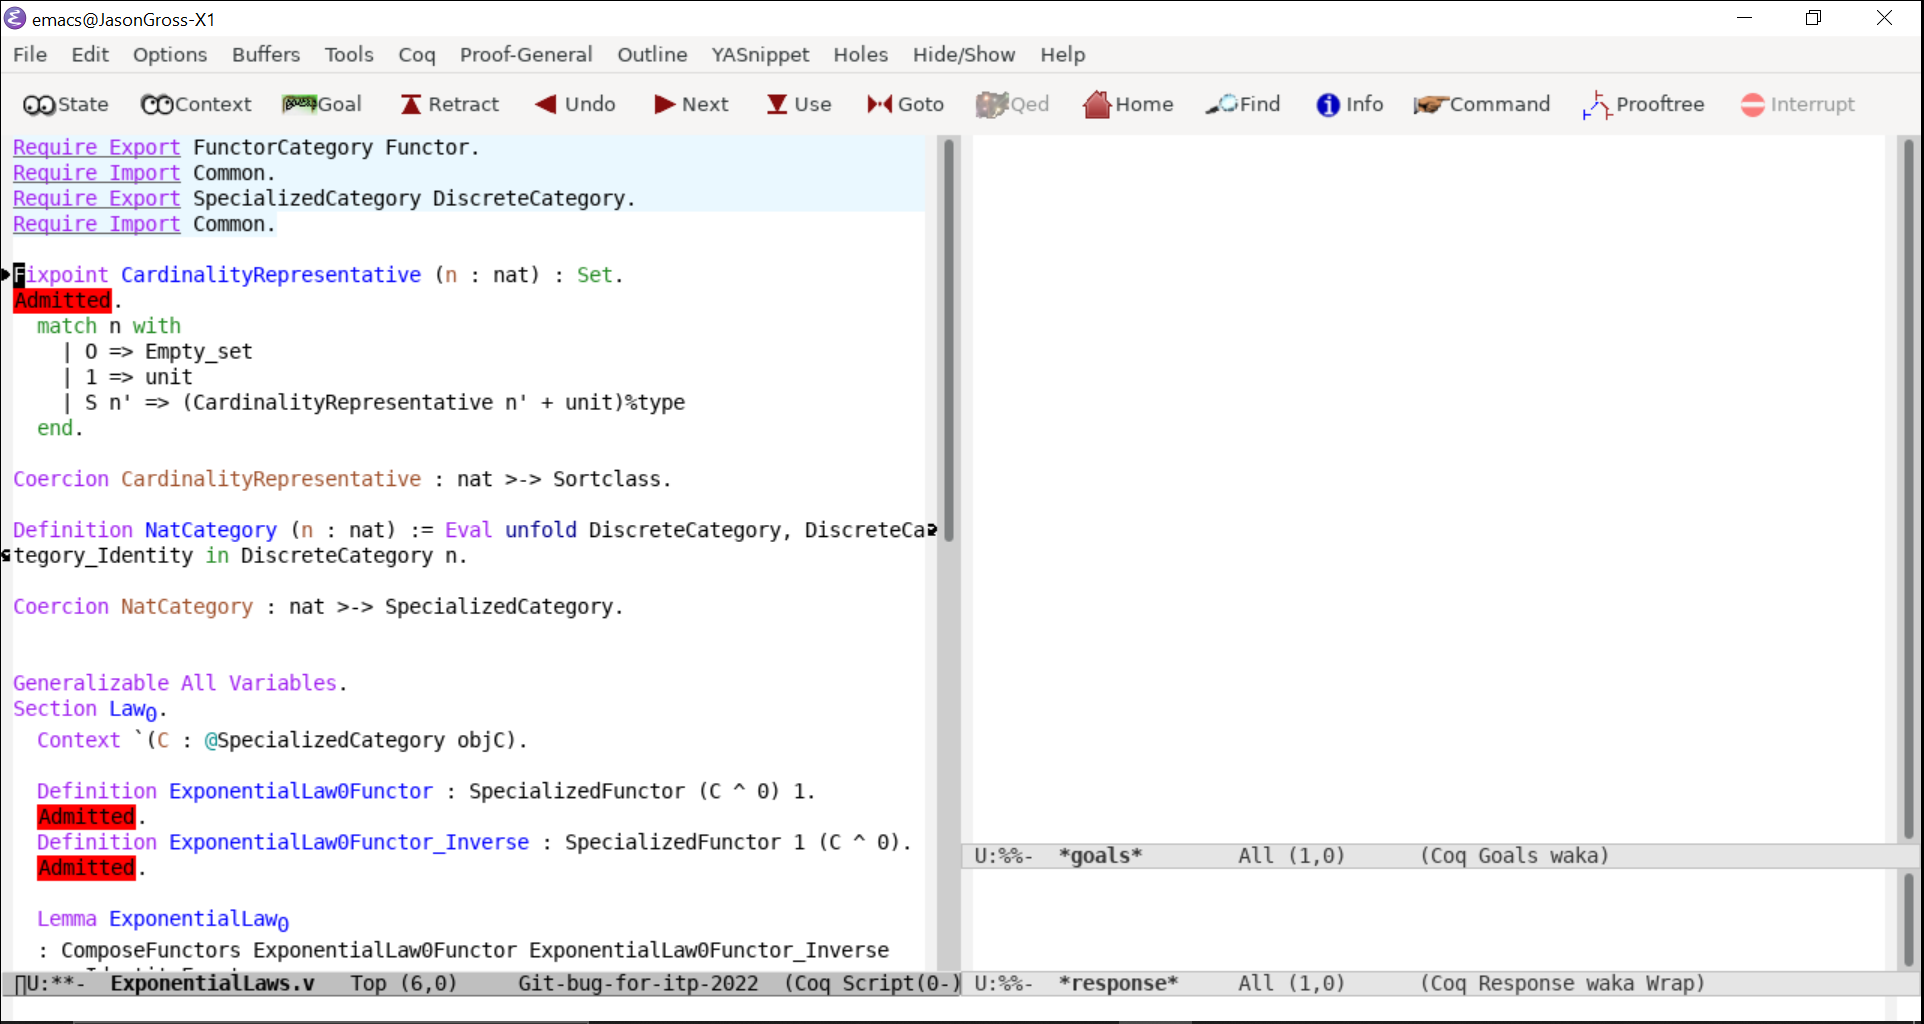 emacs@JasonGross-X1
File Edit Options Buffers Tools Coq Proof-General Outline YASnippet Holes Hide/Show Help
State Context Goal Retract Undo Next Use Goto Qed Home Find Info Command Prooftree Interrupt
Require Export FunctorCategory Functor.
Require Import Common.
Require Export SpecializedCategory DiscreteCategory.
Require Import Common.
Fixpoint CardinalityRepresentative (n : nat) : Set.
Admitted.
match n with
| O => Empty_set
| 1 => unit
| S n' => (CardinalityRepresentative n' + unit)%type
end.
Coercion CardinalityRepresentative : nat >-> Sortclass.
Definition NatCategory (n : nat) := Eval unfold DiscreteCategory, DiscreteCa
tegory_Identity in DiscreteCategory n.
Coercion NatCategory : nat >-> SpecializedCategory.
Generalizable All Variables.
Section Law0.
Context `(C : @SpecializedCategory objC).
Definition ExponentialLaw0Functor : SpecializedFunctor (C ^ 0) 1.
Admitted.
Definition ExponentialLaw0Functor_Inverse : SpecializedFunctor 1 (C ^ 0).
Admitted.
Lemma ExponentialLaw0
: ComposeFunctors ExponentialLaw0Functor ExponentialLaw0Functor_Inverse
U:**- ExponentialLaws.v Top (6,0) Git-bug-for-itp-2022 (Coq Script(0-)
U:%%- *goals* All (1,0) (Coq Goals waka)
U:%%- *response* All (1,0) (Coq Response waka Wrap)